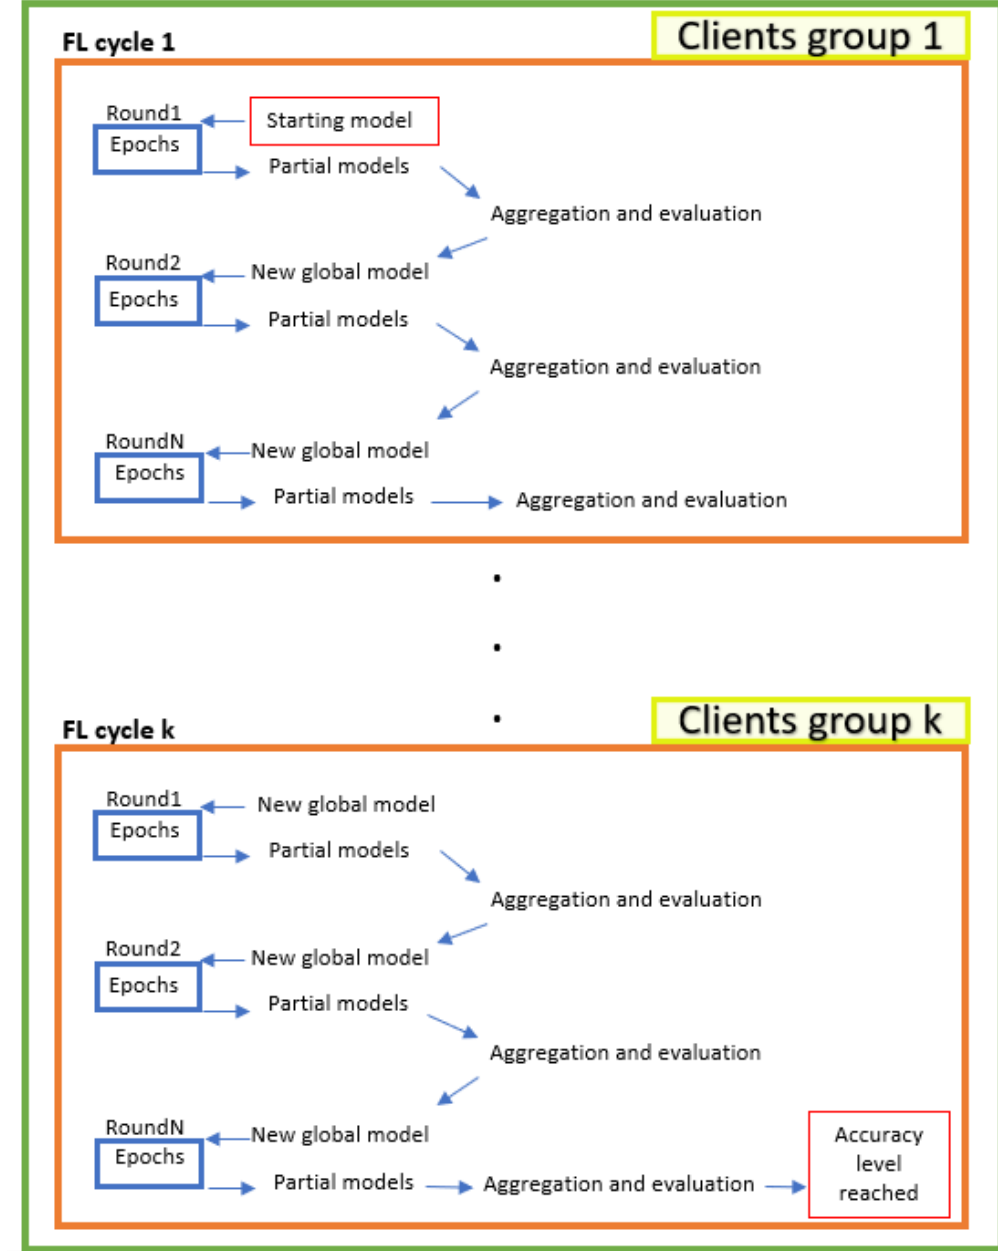 FL cycle 1
Clients group 1
Round1
Starting model
Epochs
Partial models
Aggregation and evaluation
Round2
New global model
Epochs
Partial models
Aggregation and evaluation
RoundN
New global model
Epochs
Partial models
Aggregation and evaluation
.
.
.
FL cycle k
Clients group k
Round1
New global model
Epochs
Partial models
Aggregation and evaluation
Round2
New global model
Epochs
Partial models
Aggregation and evaluation
RoundN
New global model
Epochs
Partial models
Aggregation and evaluation
Accuracy
level
reached